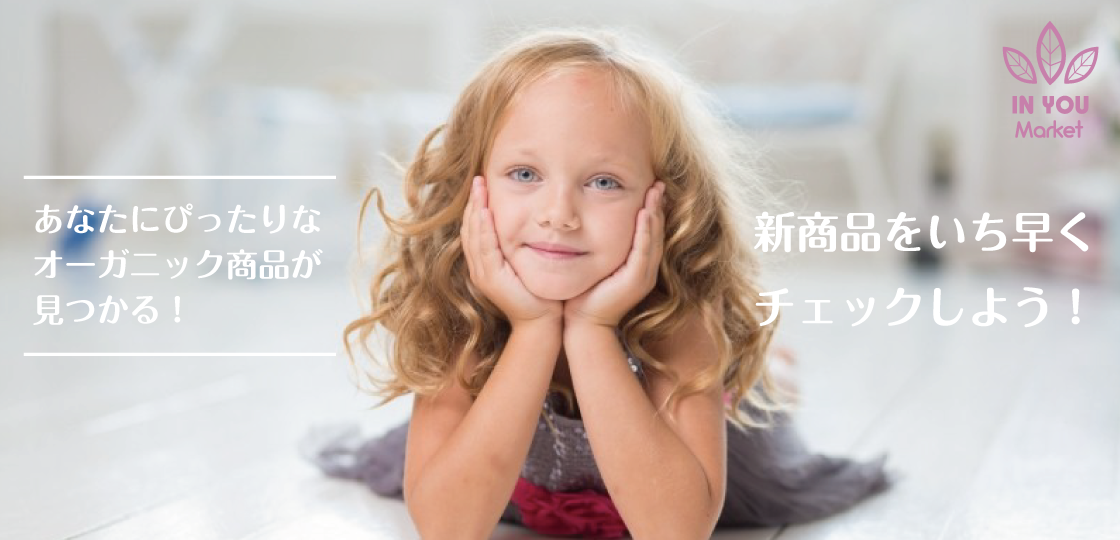 IN YOU
Market
あなたにぴったりな
オーガニック商品が
見つかる！
新商品をいち早く
チェックしよう！